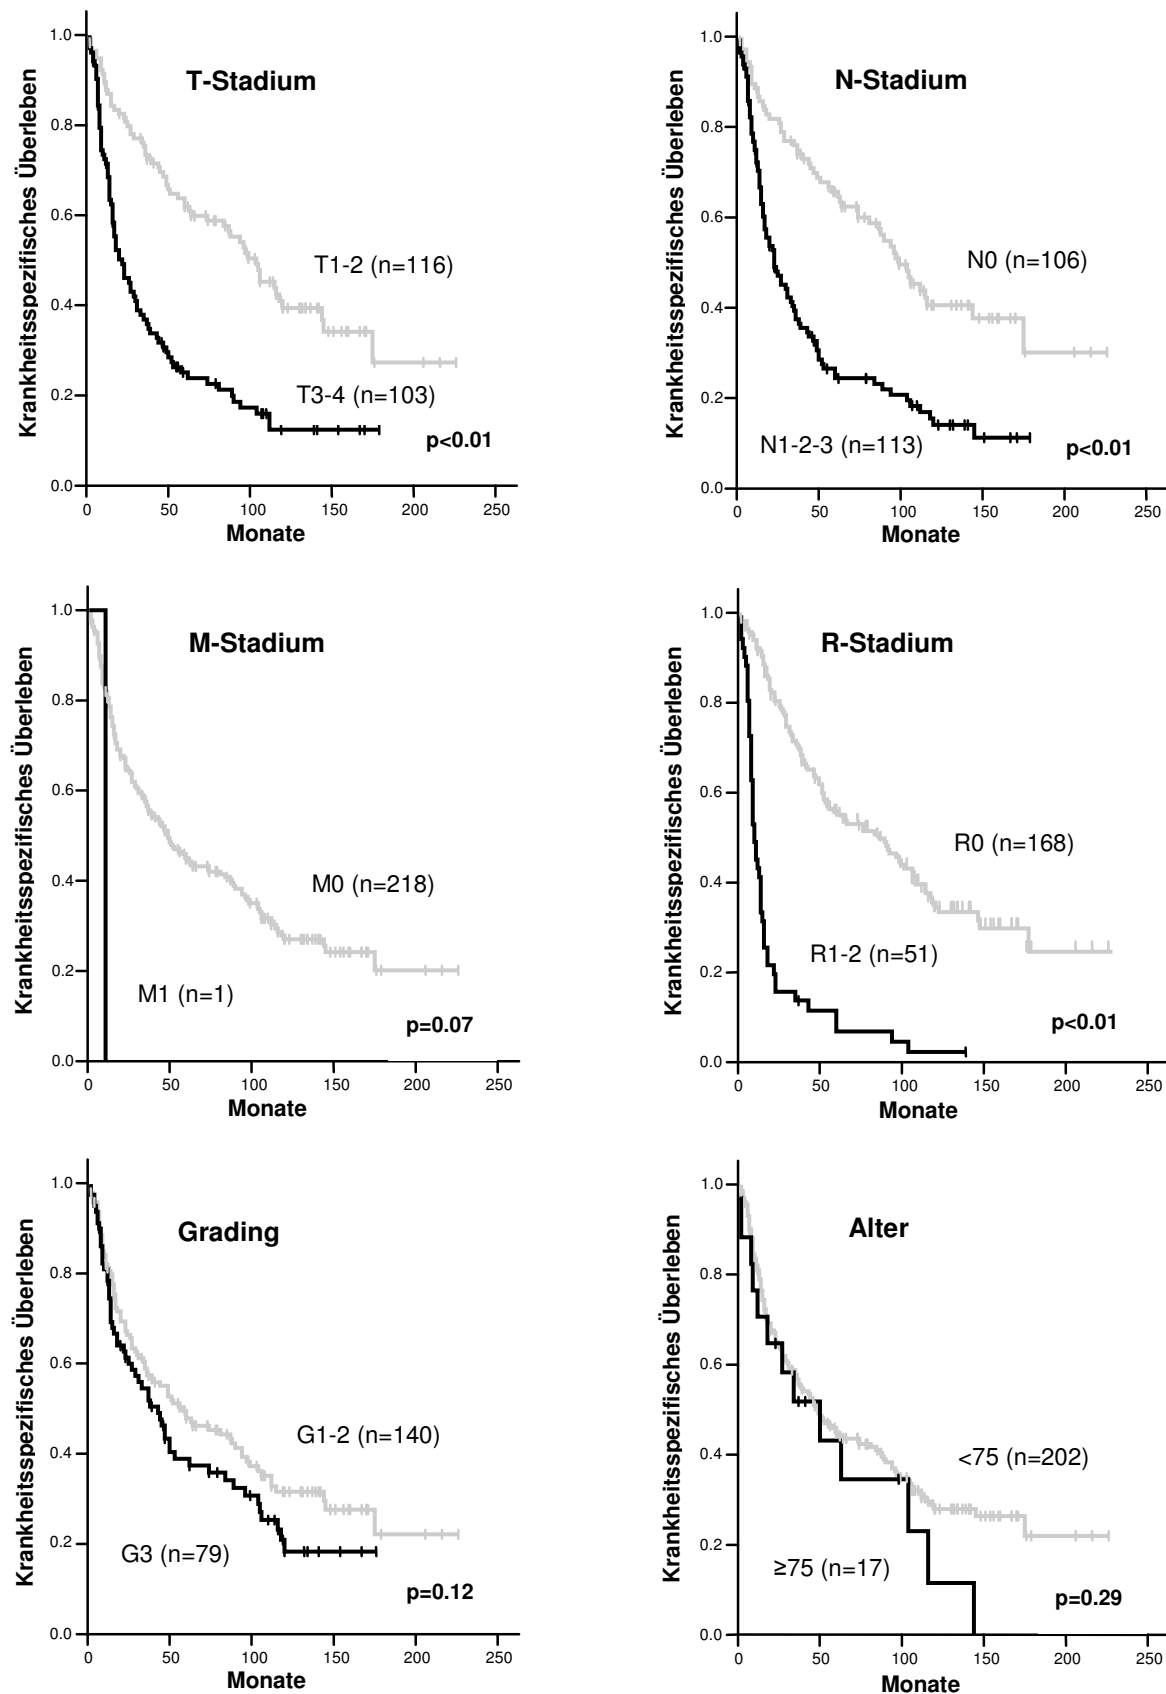 T-Stadium
Krankheitsspezifisches Überleben
1.0
0.8
0.6
0.4
0.2
0.0
T1-2 (n=116)
T3-4 (n=103)
p<0.01
0 50 100 150 200 250
Monate
N-Stadium
Krankheitsspezifisches Überleben
1.0
0.8
0.6
0.4
0.2
0.0
N0 (n=106)
N1-2-3 (n=113)
p<0.01
0 50 100 150 200 250
Monate
M-Stadium
Krankheitsspezifisches Überleben
1.0
0.8
0.6
0.4
0.2
0.0
M0 (n=218)
M1 (n=1)
p=0.07
0 50 100 150 200 250
Monate
R-Stadium
Krankheitsspezifisches Überleben
1.0
0.8
0.6
0.4
0.2
0.0
R0 (n=168)
R1-2 (n=51)
p<0.01
0 50 100 150 200 250
Monate
Grading
Krankheitsspezifisches Überleben
1.0
0.8
0.6
0.4
0.2
0.0
G1-2 (n=140)
G3 (n=79)
p=0.12
0 50 100 150 200 250
Monate
Alter
Krankheitsspezifisches Überleben
1.0
0.8
0.6
0.4
0.2
0.0
<75 (n=202)
≥75 (n=17)
p=0.29
0 50 100 150 200 250
Monate